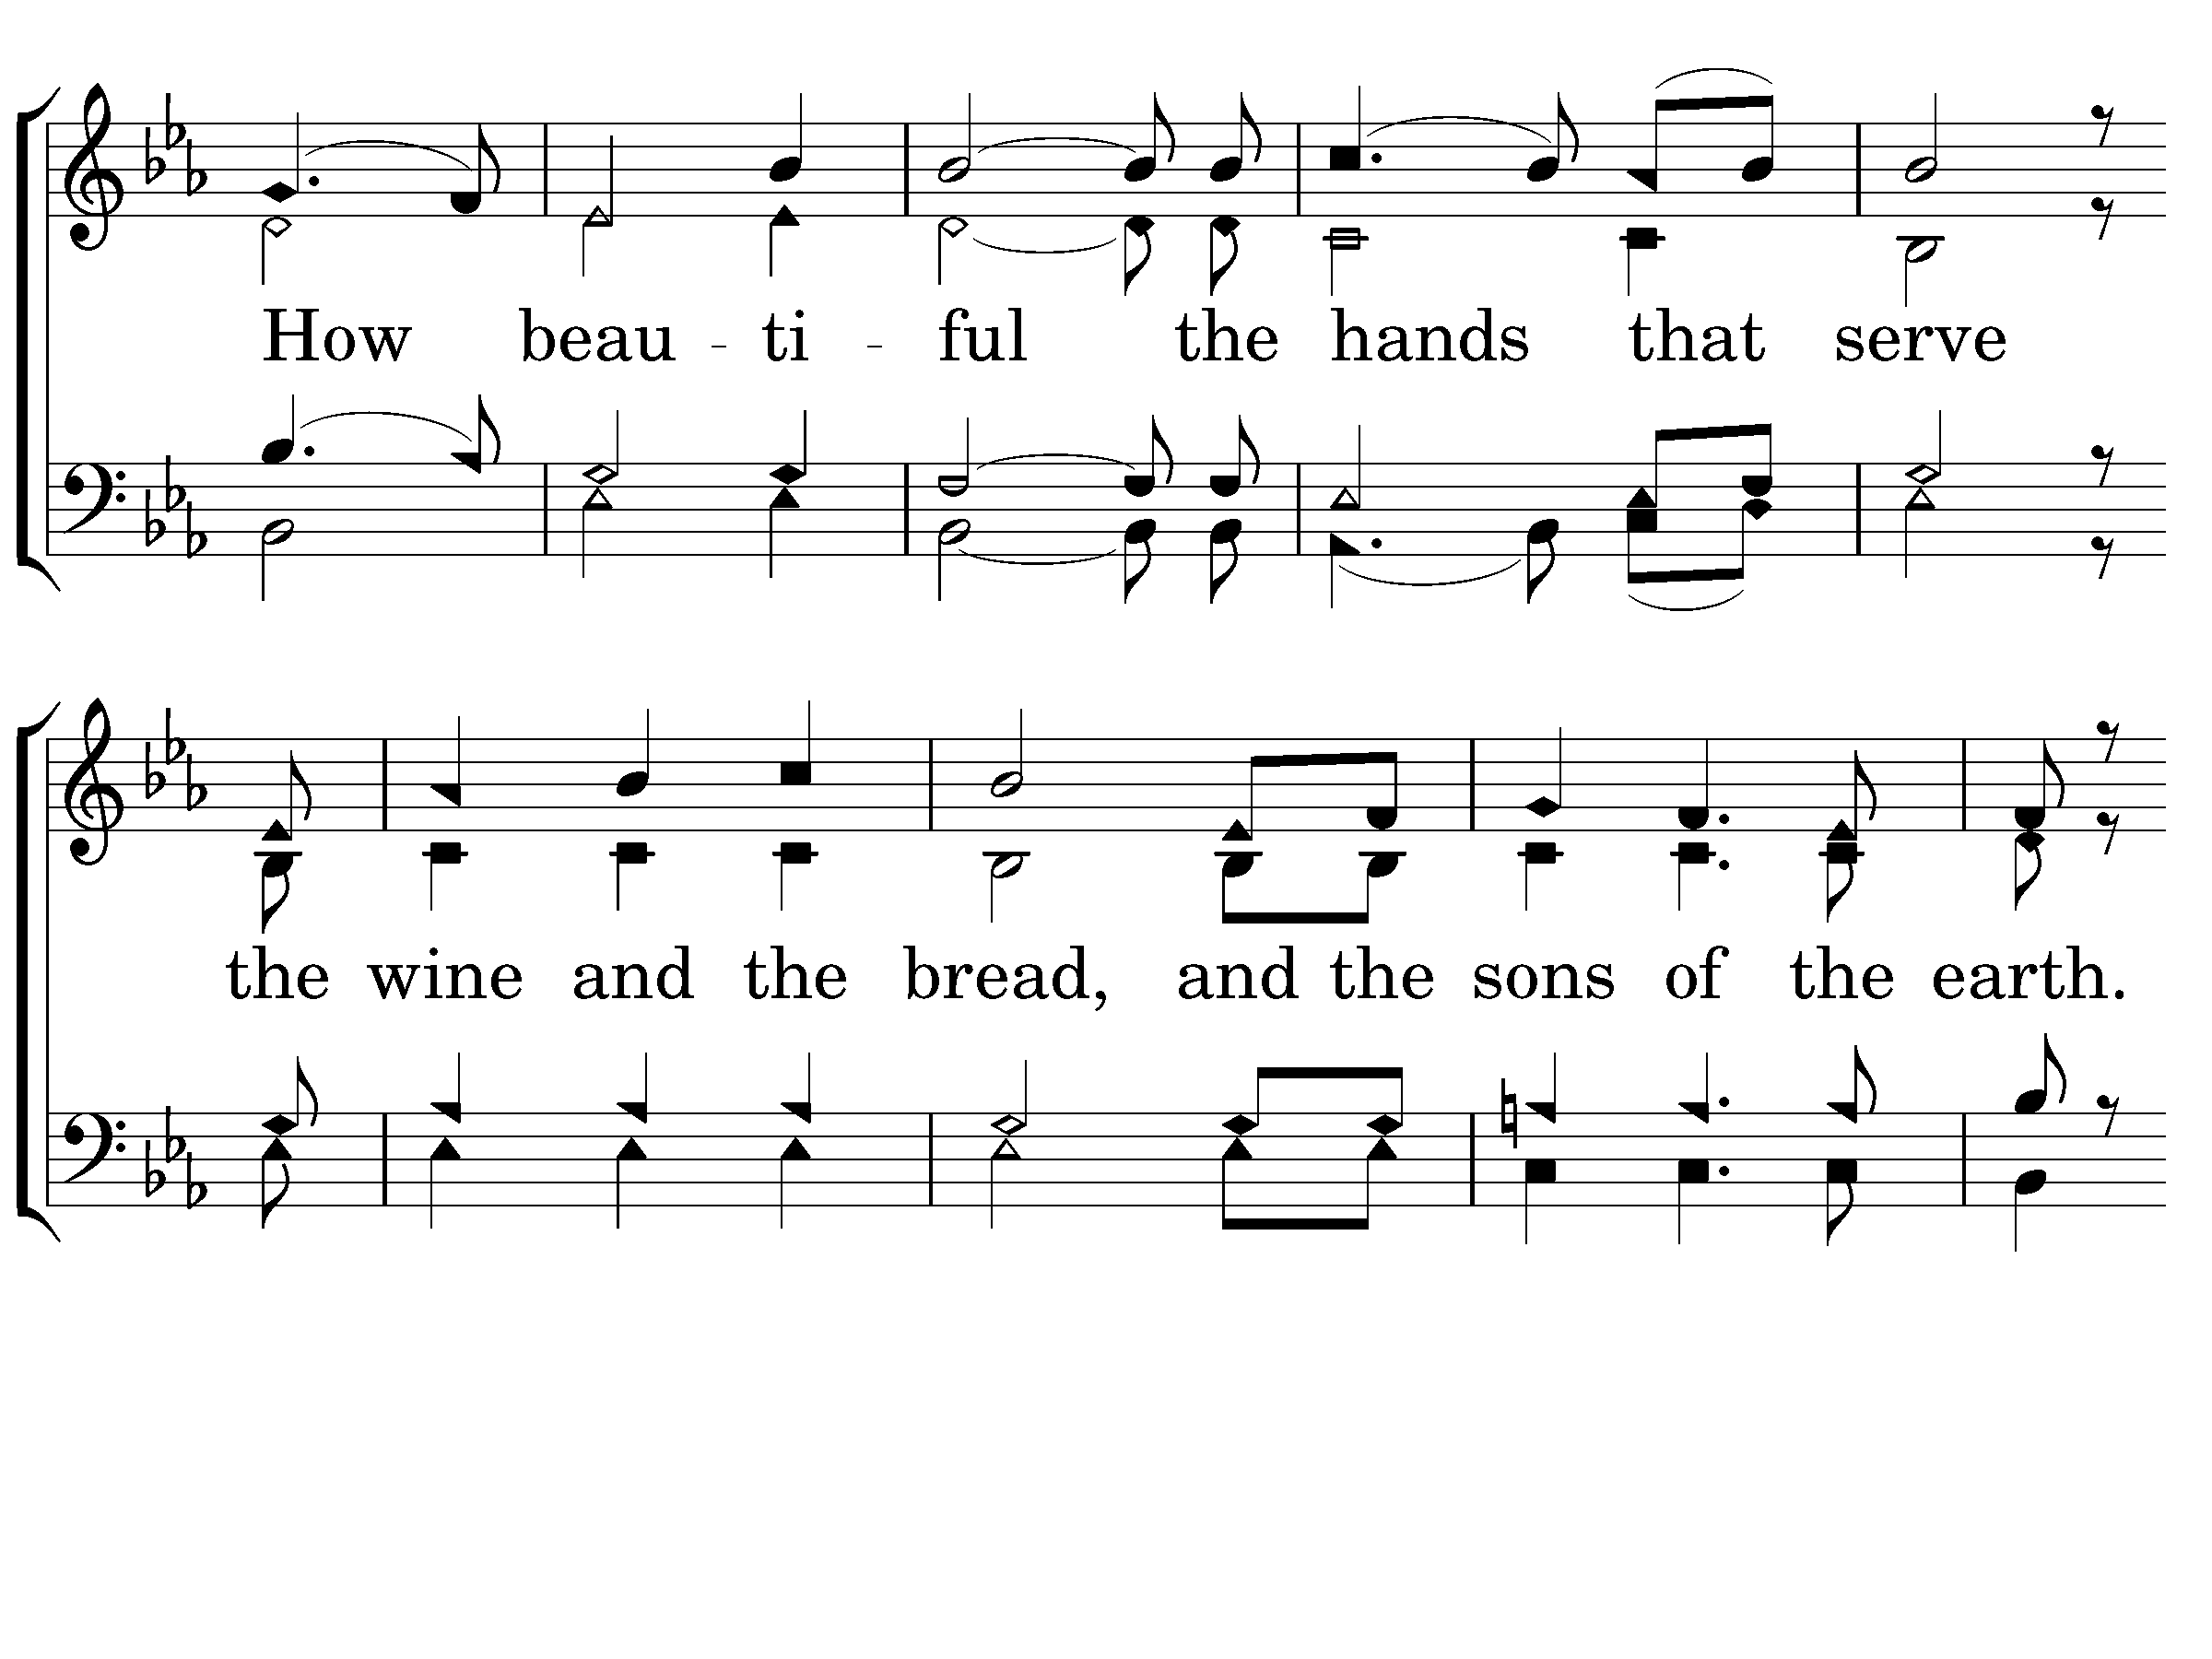 How beau - ti - ful the hands that serve
the wine and the bread, and the sons of the earth.